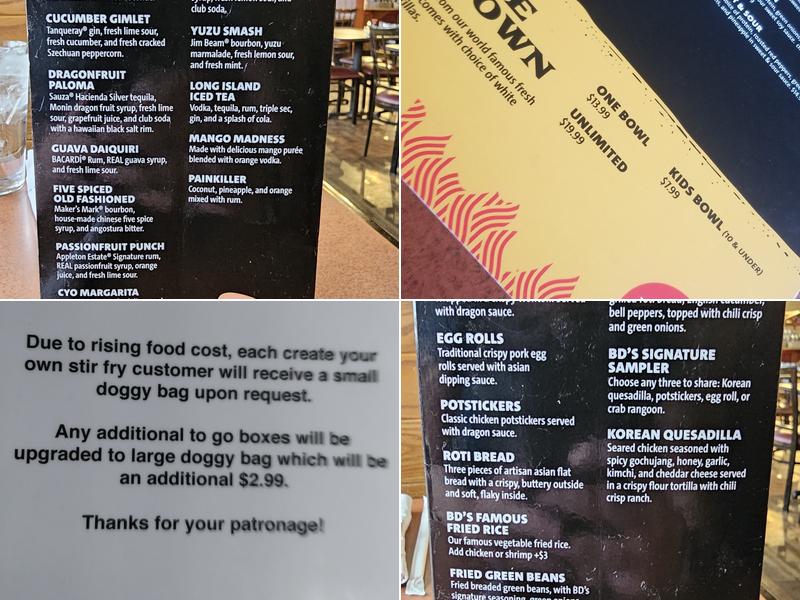 club soda.
CUCUMBER GIMLET
Tanqueray® gin, fresh lime sour,
fresh cucumber, and fresh cracked
Szechuan peppercorn.
DRAGONFRUIT
PALOMA
Sauza® Hacienda Silver tequila,
Monin dragon fruit syrup, fresh lime
sour, grapefruit juice, and club soda
with a hawaiian black salt rim.
GUAVA DAIQUIRI
BACARDI® Rum, REAL guava syrup,
and fresh lime sour.
FIVE SPICED
OLD FASHIONED
Maker's Mark® bourbon,
house-made chinese five spice
syrup, and angostura bitter.
PASSIONFRUIT PUNCH
Appleton Estate® Signature rum,
REAL passionfruit syrup, orange
juice, and fresh lime sour.
CYO MARGARITA
YUZU SMASH
Jim Beam® bourbon, yuzu
marmalade, fresh lemon sour,
and fresh mint.
LONG ISLAND
ICED TEA
Vodka, tequila, rum, triple sec,
gin, and a splash of cola.
MANGO MADNESS
Made with delicious mango purée
blended with orange vodka.
PAINKILLER
Coconut, pineapple, and orange
mixed with rum.
OWN
om our world famous fresh
comes with choice of white
illas.
ONE BOWL
$13.99
UNLIMITED
$19.99
KIDS BOWL (10 & UNDER)
$7.99
& SOUR
Due to rising food cost, each create your
own stir fry customer will receive a small
doggy bag upon request.
Any additional to go boxes will be
upgraded to large doggy bag which will be
an additional $2.99.
Thanks for your patronage!
with dragon sauce.
EGG ROLLS
Traditional crispy pork egg
rolls served with asian
dipping sauce.
POTSTICKERS
Classic chicken potstickers served
with dragon sauce.
ROTI BREAD
Three pieces of artisan asian flat
bread with a crispy, buttery outside
and soft, flaky inside.
BD'S FAMOUS
FRIED RICE
Our famous vegetable fried rice.
Add chicken or shrimp +$3
FRIED GREEN BEANS
Fried breaded green beans, with BD's
signature seasoning, green onions
bell peppers, topped with chili crisp
and green onions.
BD'S SIGNATURE
SAMPLER
Choose any three to share: Korean
quesadilla, potstickers, egg roll, or
crab rangoon.
KOREAN QUESADILLA
Seared chicken seasoned with
spicy gochujang, honey, garlic,
kimchi, and cheddar cheese served
in a crispy flour tortilla with chili
crisp ranch.